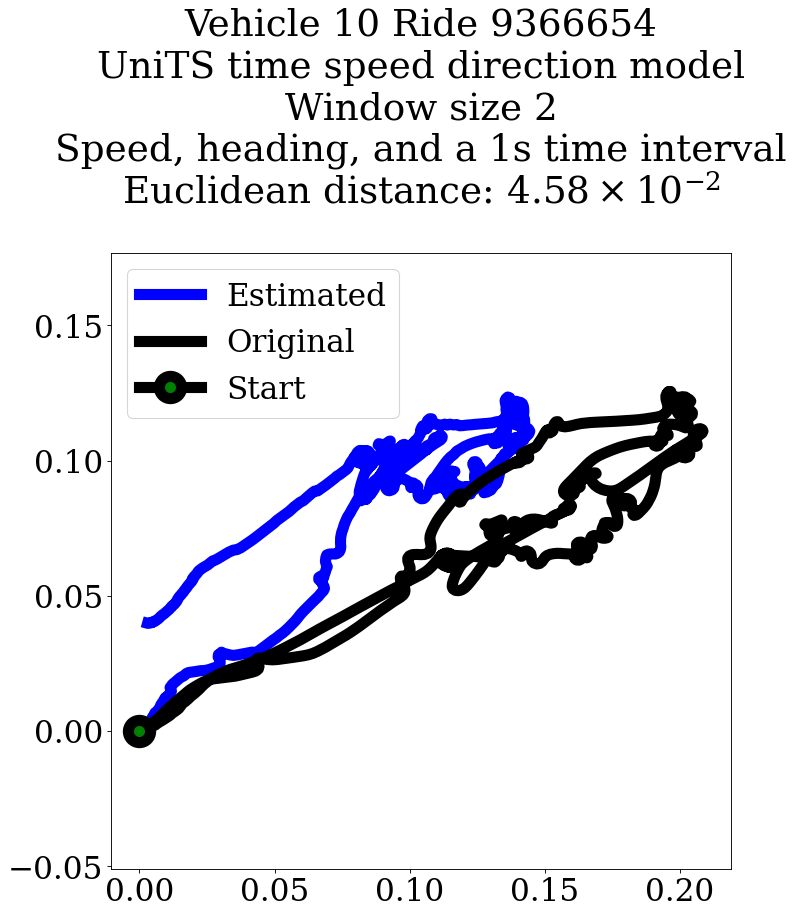 Vehicle 10 Ride 9366654
UniTS time speed direction model
Window size 2
Speed, heading, and a 1s time interval
Euclidean distance: 4.58 × 10⁻²
Estimated
Original
Start
0.15
0.10
0.05
0.00
−0.05
0.00 0.05 0.10 0.15 0.20